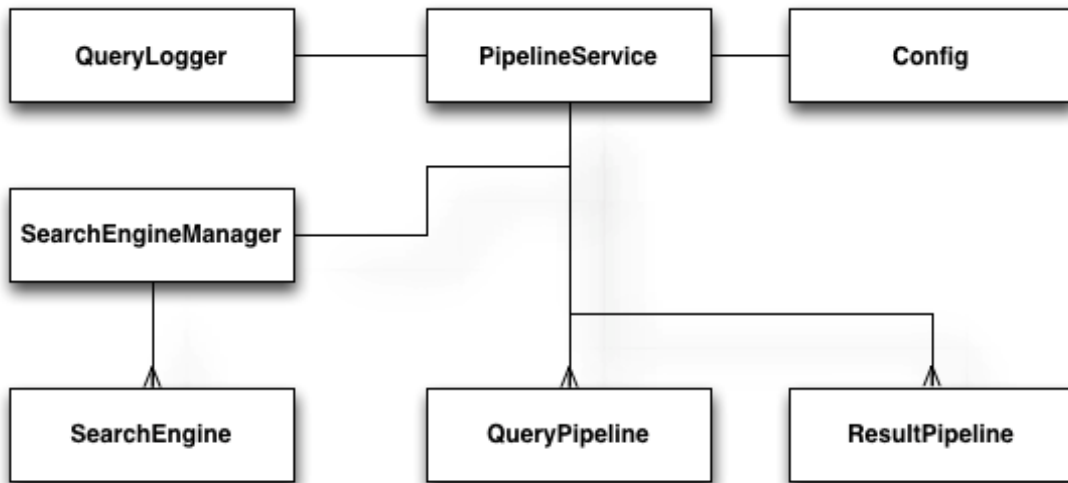 QueryLogger
PipelineService
Config
SearchEngineManager
SearchEngine
QueryPipeline
ResultPipeline